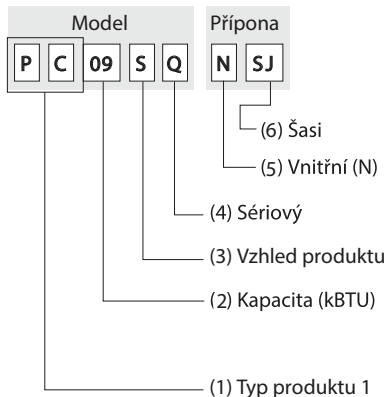 Model Přípona
P C 09 S Q N SJ
(6) Šasi
(5) Vnitřní (N)
(4) Sériový
(3) Vzhled produktu
(2) Kapacita (kBTU)
(1) Typ produktu 1